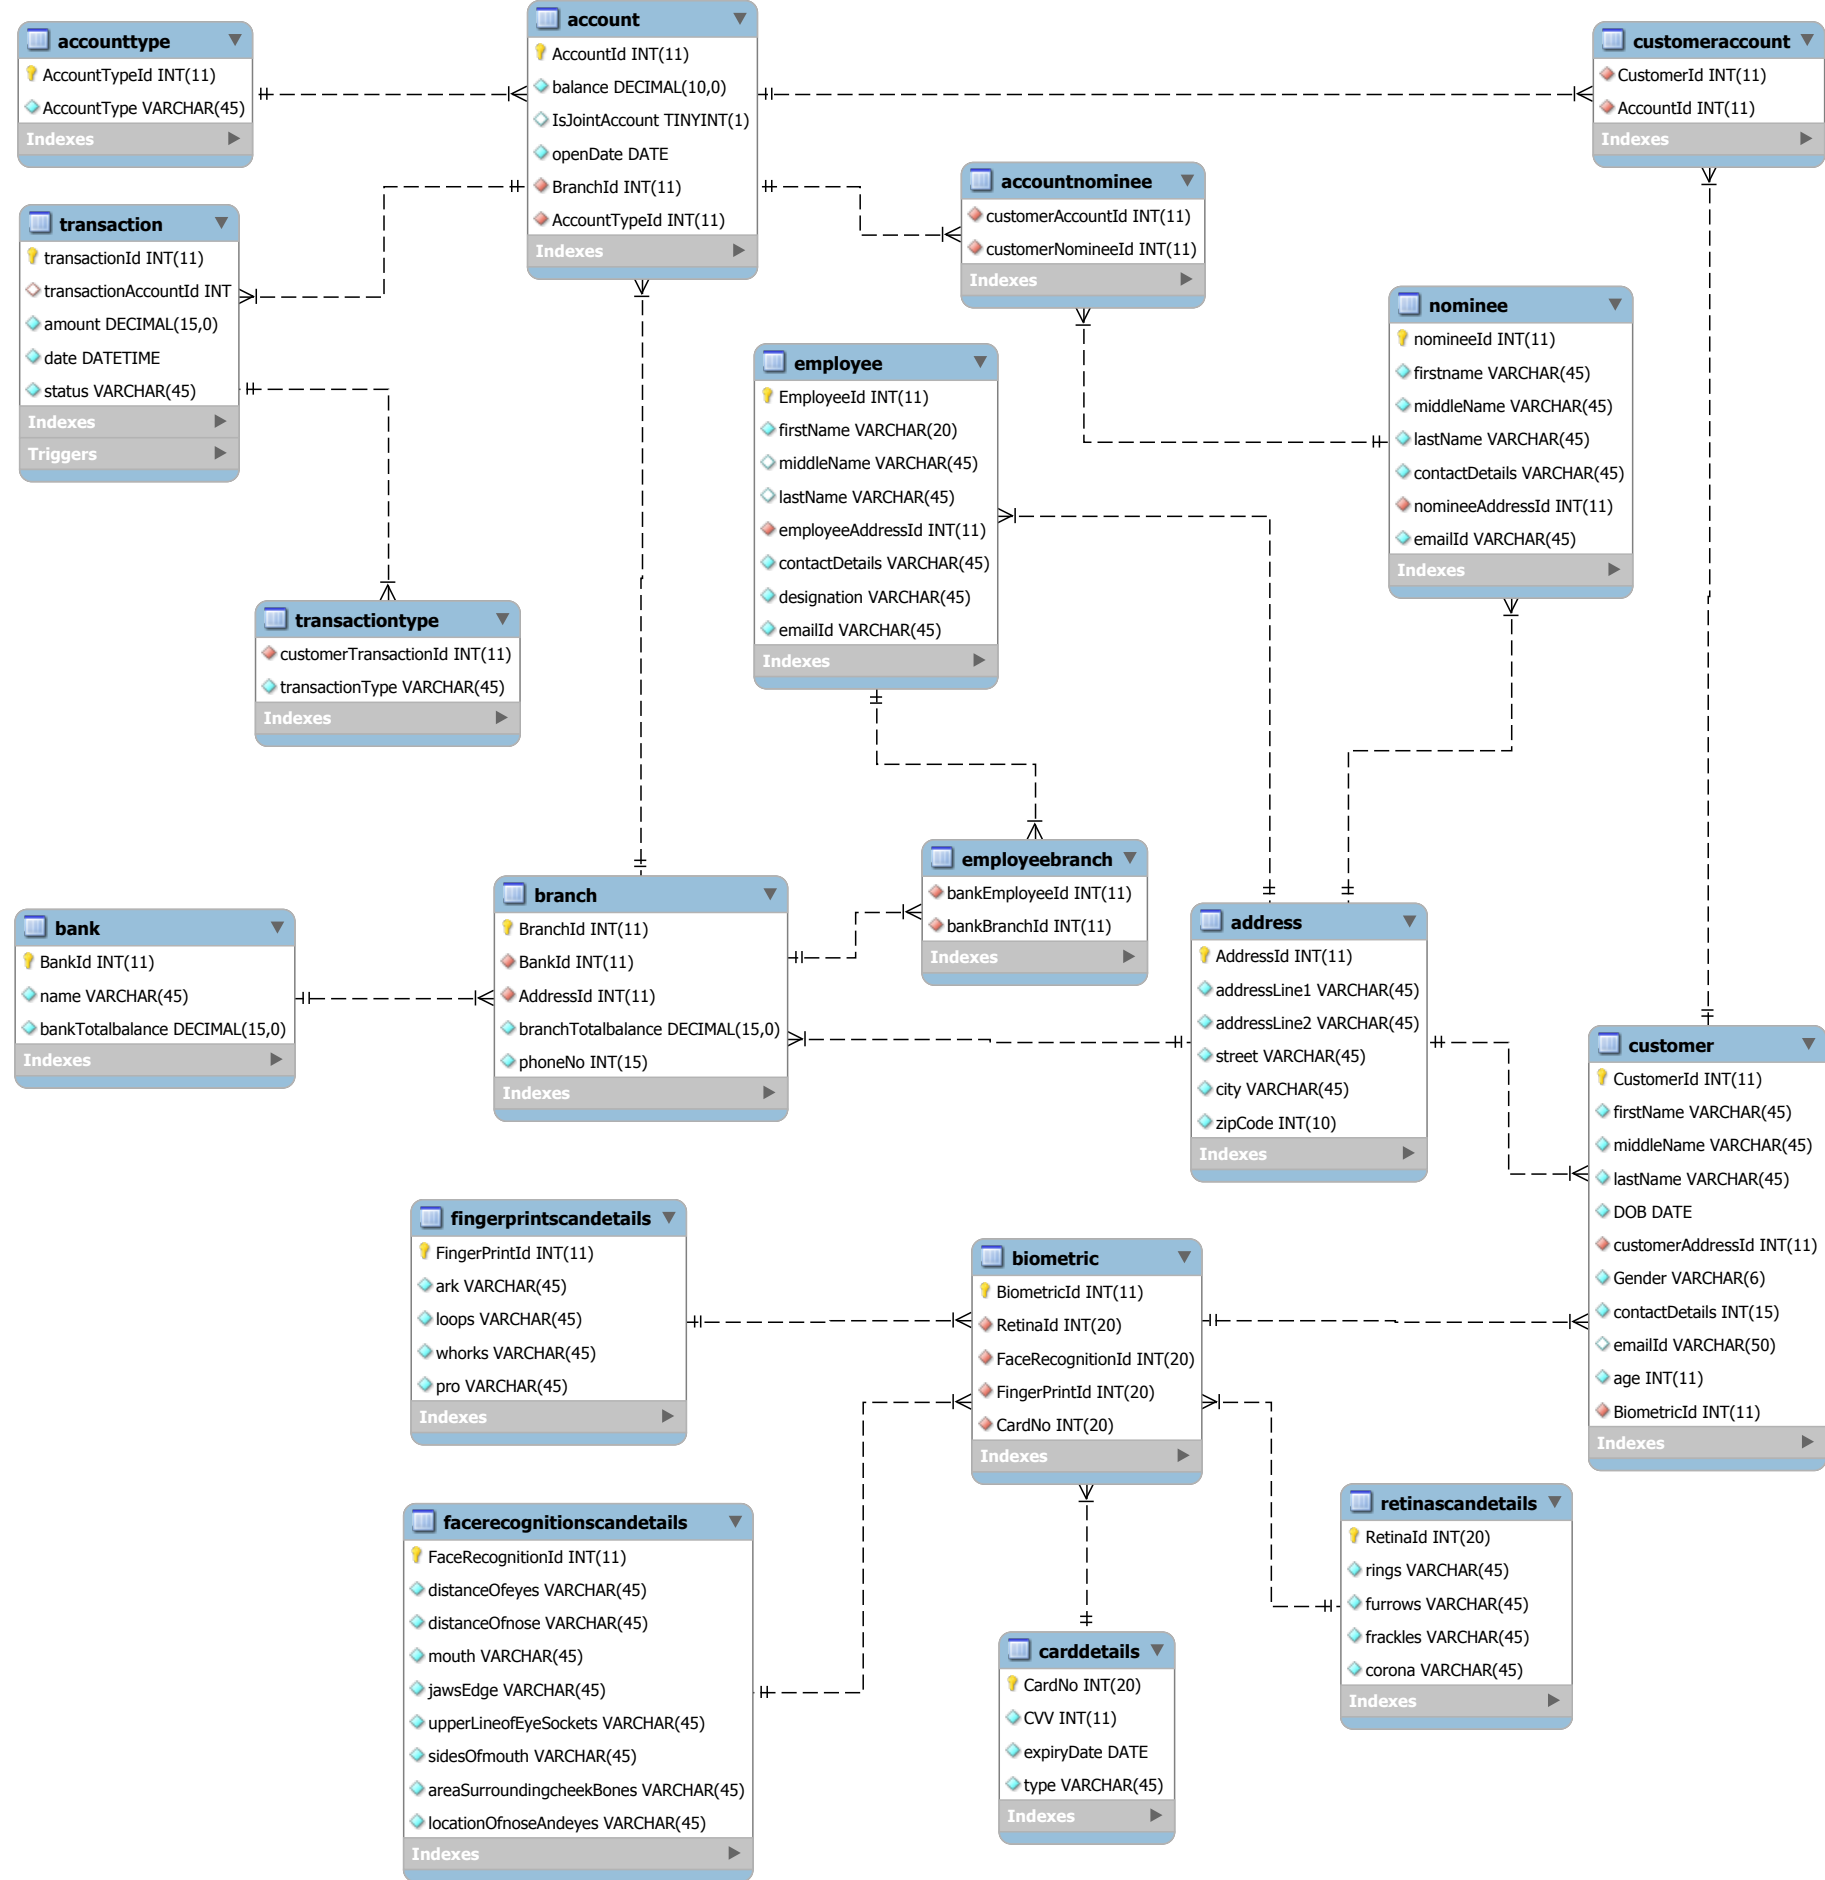 accounttype
AccountTypeId INT(11)
AccountType VARCHAR(45)
Indexes
account
AccountId INT(11)
balance DECIMAL(10,0)
IsJointAccount TINYINT(1)
openDate DATE
BranchId INT(11)
AccountTypeId INT(11)
Indexes
customeraccount
CustomerId INT(11)
AccountId INT(11)
Indexes
transaction
transactionId INT(11)
transactionAccountId INT
amount DECIMAL(15,0)
date DATETIME
status VARCHAR(45)
Indexes
Triggers
accountnominee
customerAccountId INT(11)
customerNomineeId INT(11)
Indexes
nominee
nomineeId INT(11)
firstname VARCHAR(45)
middleName VARCHAR(45)
lastName VARCHAR(45)
contactDetails VARCHAR(45)
nomineeAddressId INT(11)
emailId VARCHAR(45)
Indexes
employee
EmployeeId INT(11)
firstName VARCHAR(20)
middleName VARCHAR(45)
lastName VARCHAR(45)
employeeAddressId INT(11)
contactDetails VARCHAR(45)
designation VARCHAR(45)
emailId VARCHAR(45)
Indexes
transactiontype
customerTransactionId INT(11)
transactionType VARCHAR(45)
Indexes
employeebranch
bankEmployeeId INT(11)
bankBranchId INT(11)
Indexes
bank
BankId INT(11)
name VARCHAR(45)
bankTotalbalance DECIMAL(15,0)
Indexes
branch
BranchId INT(11)
BankId INT(11)
AddressId INT(11)
branchTotalbalance DECIMAL(15,0)
phoneNo INT(15)
Indexes
address
AddressId INT(11)
addressLine1 VARCHAR(45)
addressLine2 VARCHAR(45)
street VARCHAR(45)
city VARCHAR(45)
zipCode INT(10)
Indexes
customer
CustomerId INT(11)
firstName VARCHAR(45)
middleName VARCHAR(45)
lastName VARCHAR(45)
DOB DATE
customerAddressId INT(11)
Gender VARCHAR(6)
contactDetails INT(15)
emailId VARCHAR(50)
age INT(11)
BiometricId INT(11)
Indexes
fingerprintscandetails
FingerPrintId INT(11)
ark VARCHAR(45)
loops VARCHAR(45)
whorks VARCHAR(45)
pro VARCHAR(45)
Indexes
biometric
BiometricId INT(11)
RetinaId INT(20)
FaceRecognitionId INT(20)
FingerPrintId INT(20)
CardNo INT(20)
Indexes
facerecognitionscandetails
FaceRecognitionId INT(11)
distanceOfeyes VARCHAR(45)
distanceOfnose VARCHAR(45)
mouth VARCHAR(45)
jawsEdge VARCHAR(45)
upperLineofEyeSockets VARCHAR(45)
sidesOfmouth VARCHAR(45)
areaSurroundingcheekBones VARCHAR(45)
locationOfnoseAndeyes VARCHAR(45)
Indexes
carddetails
CardNo INT(20)
CVV INT(11)
expiryDate DATE
type VARCHAR(45)
Indexes
retinascandetails
RetinaId INT(20)
rings VARCHAR(45)
furrows VARCHAR(45)
frackles VARCHAR(45)
corona VARCHAR(45)
Indexes